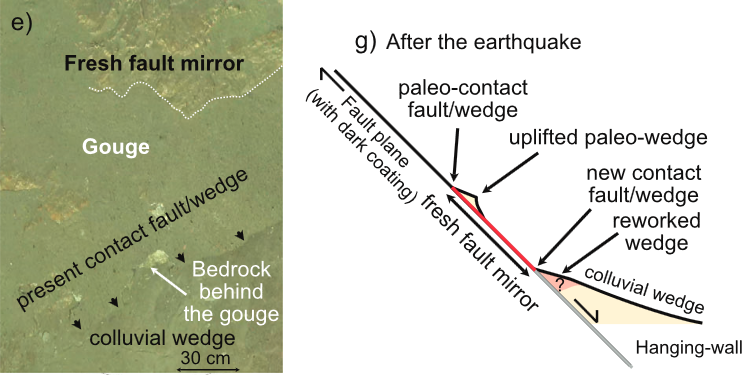 e)
Fresh fault mirror
Gouge
present contact fault/wedge
Bedrock
behind
the gouge
colluvial wedge
30 cm
g) After the earthquake
paleo-contact
fault/wedge
uplifted paleo-wedge
new contact
fault/wedge
reworked
wedge
Fault plane
(with dark coating)
fresh fault mirror
?
colluvial wedge
Hanging-wall